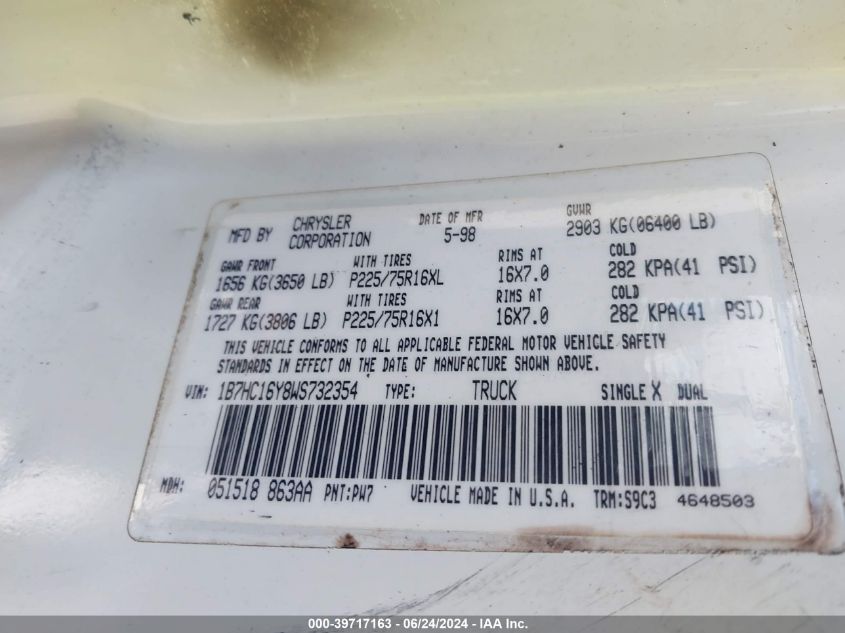 MFD BY CHRYSLER CORPORATION DATE OF MFR 5-98 GVWR 2903 KG(06400 LB)
GAWR FRONT WITH TIRES RIMS AT COLD
1656 KG(3650 LB) P225/75R16XL 16X7.0 282 KPA(41 PSI)
GAWR REAR WITH TIRES RIMS AT COLD
1727 KG(3806 LB) P225/75R16X1 16X7.0 282 KPA(41 PSI)
THIS VEHICLE CONFORMS TO ALL APPLICABLE FEDERAL MOTOR VEHICLE SAFETY
STANDARDS IN EFFECT ON THE DATE OF MANUFACTURE SHOWN ABOVE.
VIN: 1B7HC16Y8WS732354 TYPE: TRUCK SINGLE X DUAL
MDH: 051518 863AA PNT:PW7 VEHICLE MADE IN U.S.A. TRM:S9C3 4648503
000-39717163 - 06/24/2024 - IAA Inc.